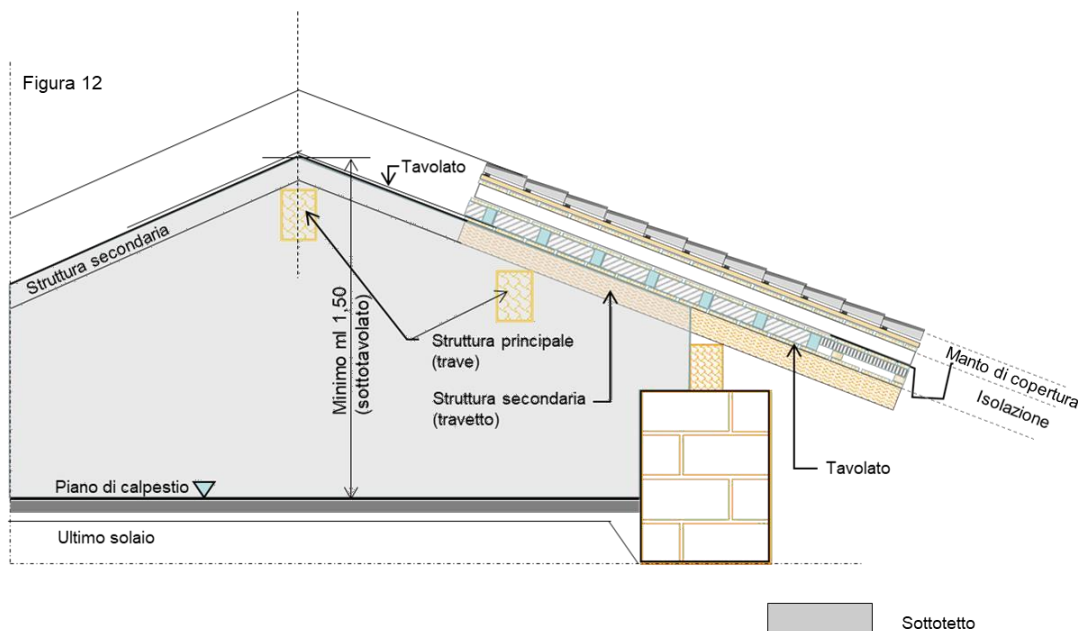 Figura 12
Tavolato
Struttura secondaria
Minimo ml 1,50
(sottotavolato)
Struttura principale
(trave)
Struttura secondaria
(travetto)
Manto di copertura
Isolazione
Tavolato
Piano di calpestio
Ultimo solaio
Sottotetto